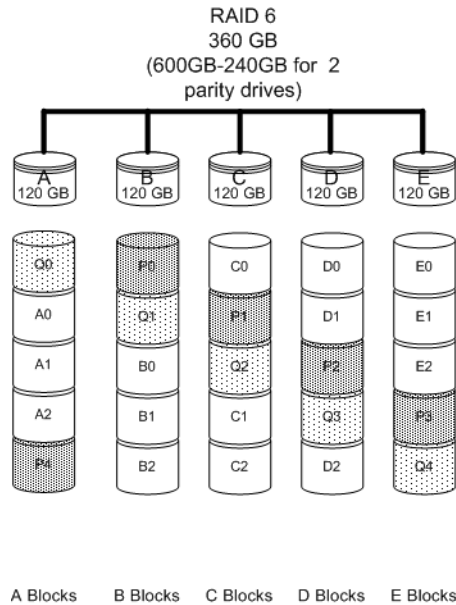 RAID 6
360 GB
(600GB-240GB for 2
parity drives)
A B C D E
120 GB 120 GB 120 GB 120 GB 120 GB
Q0 P0 C0 D0 E0
A0 Q1 P1 D1 E1
A1 B0 Q2 P2 E2
A2 B1 C1 Q3 P3
P4 B2 C2 D2 Q4
A Blocks B Blocks C Blocks D Blocks E Blocks